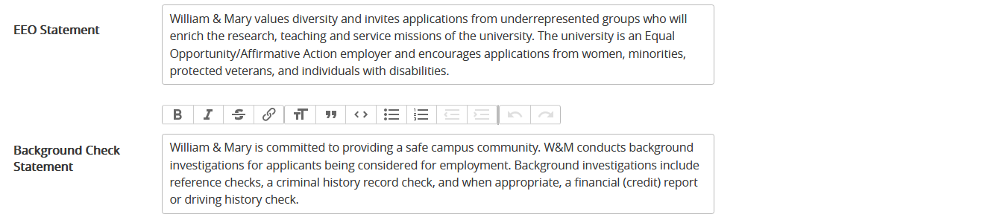 EEO Statement
William & Mary values diversity and invites applications from underrepresented groups who will
enrich the research, teaching and service missions of the university. The university is an Equal
Opportunity/Affirmative Action employer and encourages applications from women, minorities,
protected veterans, and individuals with disabilities.
Background Check
Statement
William & Mary is committed to providing a safe campus community. W&M conducts background
investigations for applicants being considered for employment. Background investigations include
reference checks, a criminal history record check, and when appropriate, a financial (credit) report
or driving history check.